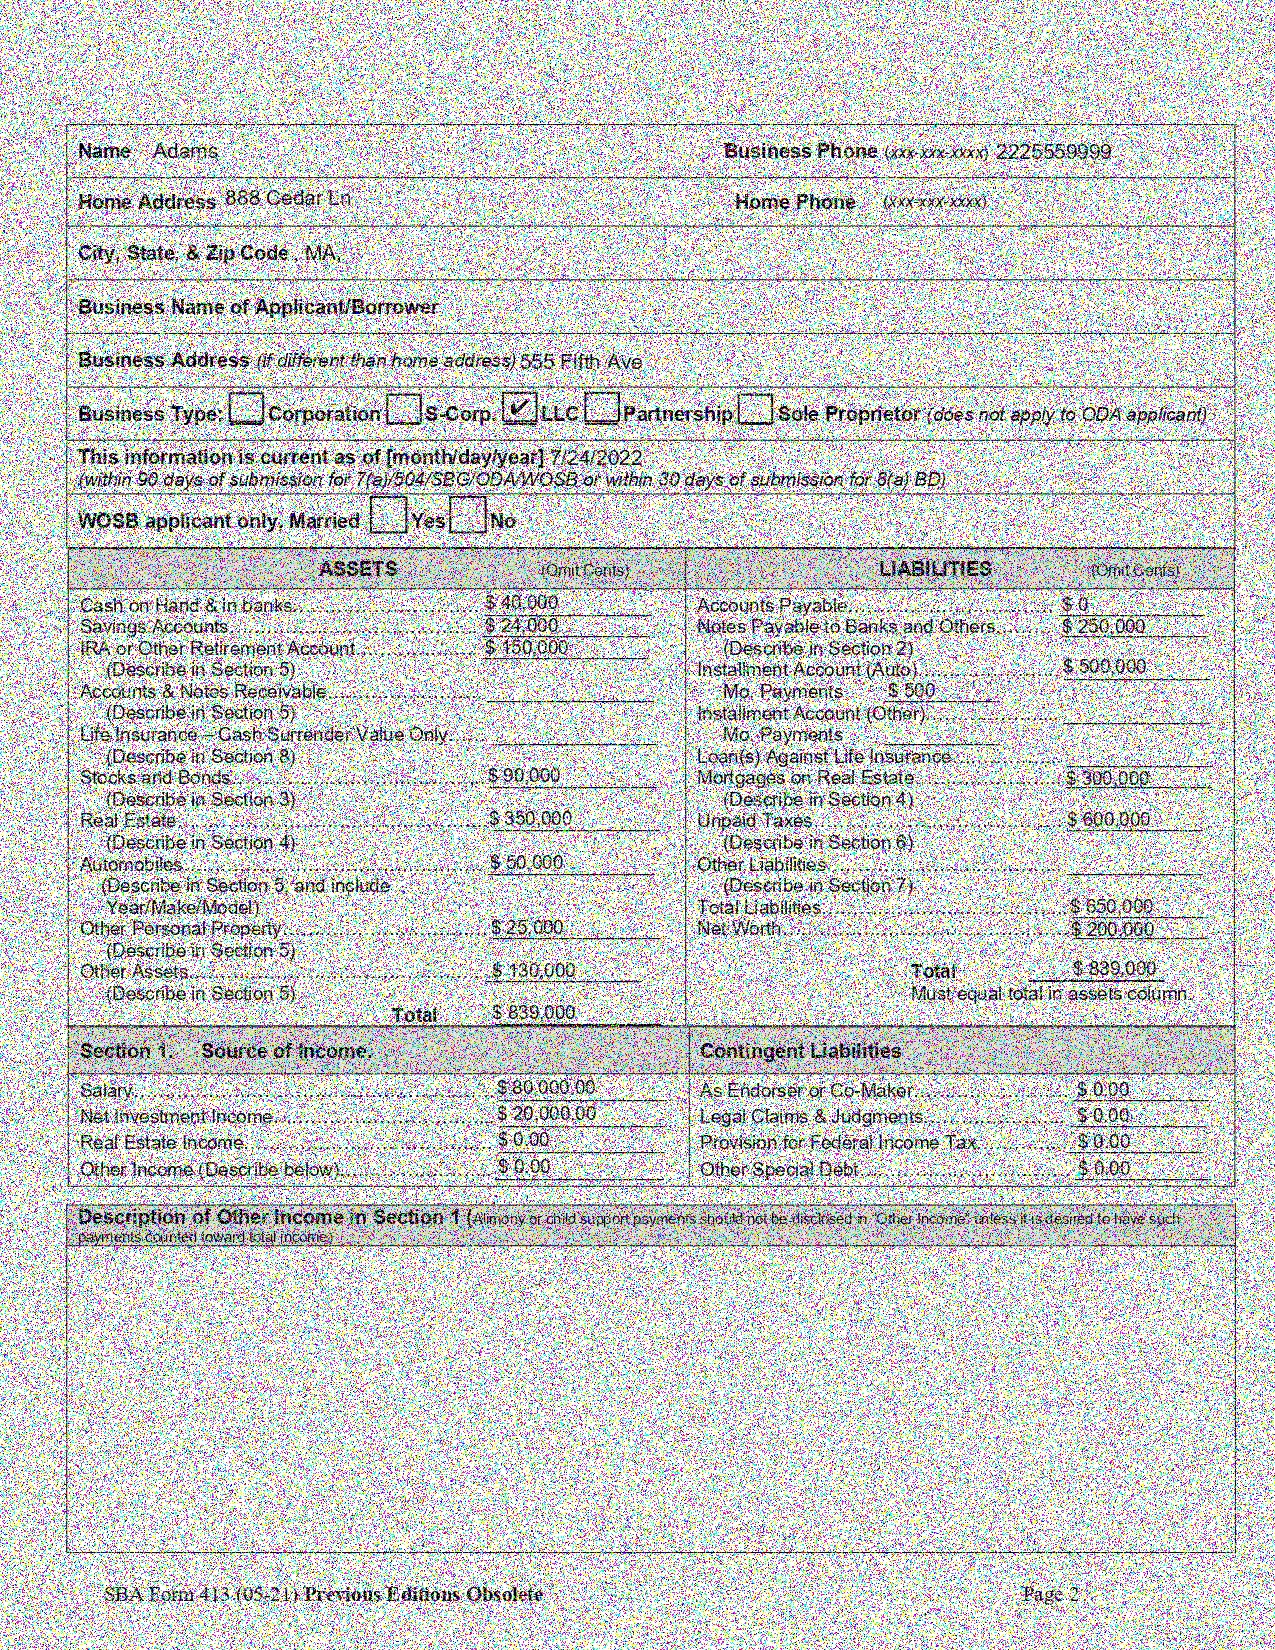 Name Adams Business Phone (xxx-xxx-xxxx) 2225559999
Home Address 888 Cedar Ln Home Phone (xxx-xxx-xxxx)
City, State, & Zip Code , MA,
Business Name of Applicant/Borrower
Business Address (if different than home address) 555 Fifth Ave
Business Type: Corporation S-Corp. ✔ LLC Partnership Sole Proprietor (does not apply to ODA applicant)
This information is current as of [month/day/year] 7/24/2022
(within 90 days of submission for 7(a)/504/SBG/ODA/WOSB or within 30 days of submission for 8(a) BD)
WOSB applicant only, Married Yes No
ASSETS (Omit Cents) LIABILITIES (Omit Cents)
Cash on Hand & in banks $ 40,000 Accounts Payable $ 0
Savings Accounts $ 24,000 Notes Payable to Banks and Others $ 250,000
IRA or Other Retirement Account $ 150,000 (Describe in Section 2)
(Describe in Section 5) Installment Account (Auto) $ 500,000
Accounts & Notes Receivable Mo. Payments $ 500
(Describe in Section 5) Installment Account (Other)
Life Insurance – Cash Surrender Value Only Mo. Payments
(Describe in Section 8) Loan(s) Against Life Insurance
Stocks and Bonds $ 90,000 Mortgages on Real Estate $ 300,000
(Describe in Section 3) (Describe in Section 4)
Real Estate $ 350,000 Unpaid Taxes $ 600,000
(Describe in Section 4) (Describe in Section 6)
Automobiles $ 50,000 Other Liabilities
(Describe in Section 5, and include (Describe in Section 7)
Year/Make/Model) Total Liabilities $ 650,000
Other Personal Property $ 25,000 Net Worth $ 200,000
(Describe in Section 5)
Other Assets $ 130,000 Total $ 839,000
(Describe in Section 5) Must equal total in assets column.
Total $ 839,000
Section 1. Source of Income. Contingent Liabilities
Salary $ 80,000.00 As Endorser or Co-Maker $ 0.00
Net Investment Income $ 20,000.00 Legal Claims & Judgments $ 0.00
Real Estate Income $ 0.00 Provision for Federal Income Tax $ 0.00
Other Income (Describe below) $ 0.00 Other Special Debt $ 0.00
Description of Other Income in Section 1 (Alimony or child support payments should not be disclosed in "Other Income" unless it is desired to have such
payments counted toward total income)
SBA Form 413 (05-21) Previous Editions Obsolete Page 2